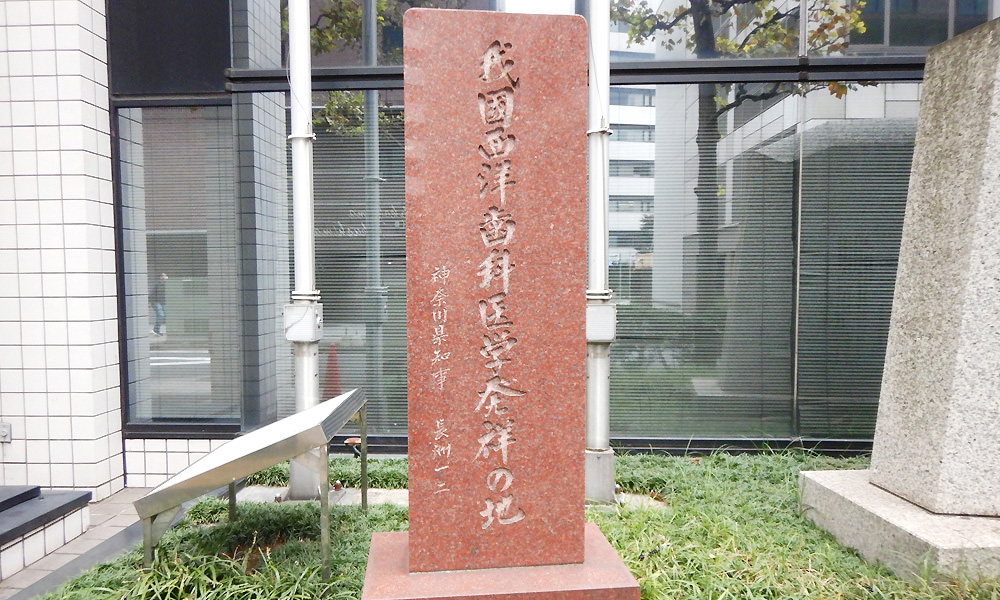 我國西洋歯科医学発祥の地
神奈川県知事 長洲一二